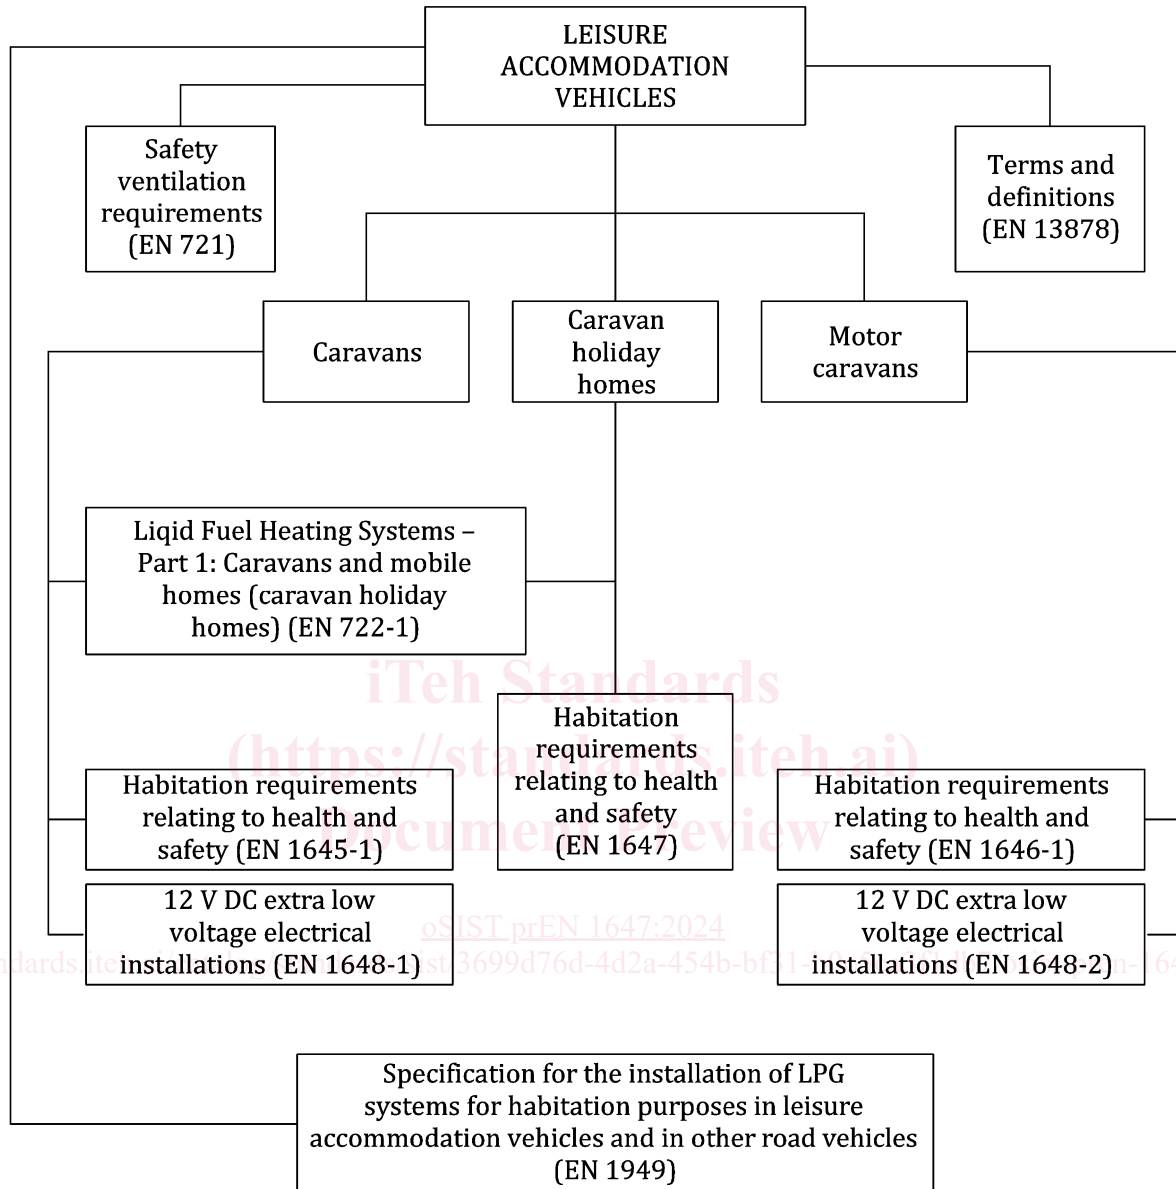 LEISURE
ACCOMMODATION
VEHICLES
Safety
ventilation
requirements
(EN 721)
Terms and
definitions
(EN 13878)
Caravans
Caravan
holiday
homes
Motor
caravans
Liqid Fuel Heating Systems –
Part 1: Caravans and mobile
homes (caravan holiday
homes) (EN 722-1)
iTeh Standards
(https://standards.iteh.ai)
Document Preview
Habitation
requirements
relating to health
and safety
(EN 1647)
Habitation requirements
relating to health and
safety (EN 1645-1)
Habitation requirements
relating to health and
safety (EN 1646-1)
12 V DC extra low
voltage electrical
installations (EN 1648-1)
oSIST prEN 1647:2024
12 V DC extra low
voltage electrical
installations (EN 1648-2)
Specification for the installation of LPG
systems for habitation purposes in leisure
accommodation vehicles and in other road vehicles
(EN 1949)